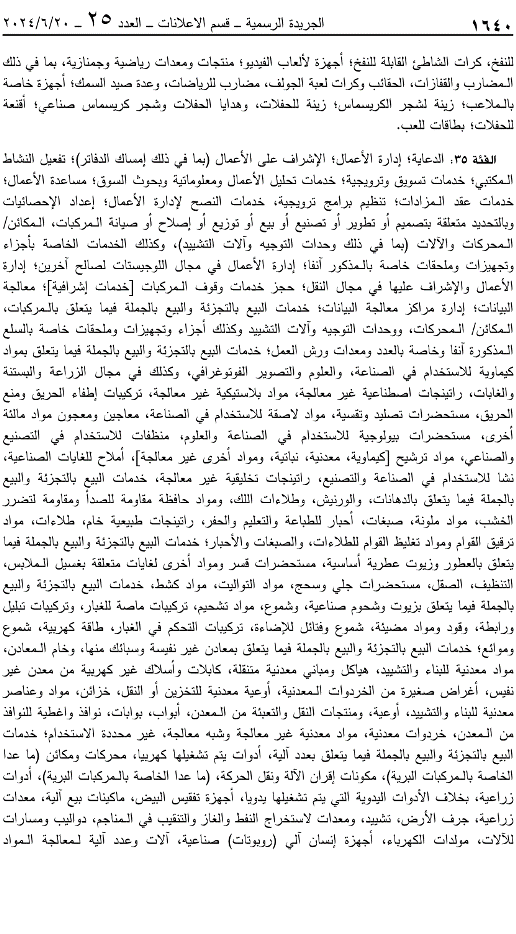 ١٦٤٠ الجريدة الرسمية – قسم الاعلانات – العدد ٢٥ – ٢٠٢٤/٦/٢٠
للنفخ، كرات الشاطئ القابلة للنفخ؛ أجهزة لألعاب الفيديو؛ منتجات ومعدات رياضية وجمنازية، بما في ذلك
المضارب والقفازات، الحقائب وكرات لعبة الجولف، مضارب للرياضات، وعدة صيد السمك؛ أجهزة خاصة
بالملاعب؛ زينة لشجر الكريسماس؛ زينة للحفلات، وهدايا الحفلات وشجر كريسماس صناعي؛ أقنعة
للحفلات؛ بطاقات للعب.
الفئة ٣٥: الدعاية؛ إدارة الأعمال؛ الإشراف على الأعمال (بما في ذلك إمساك الدفاتر)؛ تفعيل النشاط
المكتبي؛ خدمات تسويق وترويجية؛ خدمات تحليل الأعمال ومعلوماتية وبحوث السوق؛ مساعدة الأعمال؛
خدمات عقد المزادات؛ تنظيم برامج ترويجية، خدمات النصح لإدارة الأعمال؛ إعداد الإحصائيات
وبالتحديد متعلقة بتصميم أو تطوير أو تصنيع أو بيع أو توزيع أو إصلاح أو صيانة المركبات، المكائن/
المحركات والآلات (بما في ذلك وحدات التوجيه وآلات التشييد)، وكذلك الخدمات الخاصة بأجزاء
وتجهيزات وملحقات خاصة بالمذكور آنفا؛ إدارة الأعمال في مجال اللوجيستات لصالح آخرين؛ إدارة
الأعمال والإشراف عليها في مجال النقل؛ حجز خدمات وقوف المركبات [خدمات إشرافية]؛ معالجة
البيانات؛ إدارة مراكز معالجة البيانات؛ خدمات البيع بالتجزئة والبيع بالجملة فيما يتعلق بالمركبات،
المكائن/ المحركات، ووحدات التوجيه وآلات التشييد وكذلك أجزاء وتجهيزات وملحقات خاصة بالسلع
المذكورة آنفا وخاصة بالعدد ومعدات ورش العمل؛ خدمات البيع بالتجزئة والبيع بالجملة فيما يتعلق بمواد
كيماوية للاستخدام في الصناعة، والعلوم والتصوير الفوتوغرافي، وكذلك في مجال الزراعة والبستنة
والغابات، راتينجات اصطناعية غير معالجة، مواد بلاستيكية غير معالجة، تركيبات إطفاء الحريق ومنع
الحريق، مستحضرات تصليد وتقسية، مواد لاصقة للاستخدام في الصناعة، معاجين ومعجون مواد مالئة
أخرى، مستحضرات بيولوجية للاستخدام في الصناعة والعلوم، منظفات للاستخدام في التصنيع
والصناعي، مواد ترشيح [كيماوية، معدنية، نباتية، ومواد أخرى غير معالجة]، أملاح للغايات الصناعية،
نشا للاستخدام في الصناعة والتصنيع، راتينجات تخليقية غير معالجة، خدمات البيع بالتجزئة والبيع
بالجملة فيما يتعلق بالدهانات، والورنيش، وطلاءات اللك، ومواد حافظة مقاومة للصدأ ومقاومة لتضرر
الخشب، مواد ملونة، صبغات، أحبار للطباعة والتعليم والحفر، راتينجات طبيعية خام، طلاءات، مواد
ترقيق القوام ومواد تغليظ القوام للطلاءات، والصبغات والأحبار؛ خدمات البيع بالتجزئة والبيع بالجملة فيما
يتعلق بالعطور وزيوت عطرية أساسية، مستحضرات قسر ومواد أخرى لغايات متعلقة بغسيل الملابس،
التنظيف، الصقل، مستحضرات جلي وسحج، مواد التواليت، مواد كشط، خدمات البيع بالتجزئة والبيع
بالجملة فيما يتعلق بزيوت وشحوم صناعية، وشموع، مواد تشحيم، تركيبات ماصة للغبار، وتركيبات تبليل
ورابطة، وقود ومواد مضيئة، شموع وفتائل للإضاءة، تركيبات التحكم في الغبار، طاقة كهربية، شموع
وموائع؛ خدمات البيع بالتجزئة والبيع بالجملة فيما يتعلق بمعادن غير نفيسة وسبائك منها، وخام المعادن،
مواد معدنية للبناء والتشييد، هياكل ومباني معدنية متنقلة، كابلات وأسلاك غير كهربية من معدن غير
نفيس، أغراض صغيرة من الخردوات المعدنية، أوعية معدنية للتخزين أو النقل، خزائن، مواد وعناصر
معدنية للبناء والتشييد، أوعية، ومنتجات النقل والتعبئة من المعدن، أبواب، بوابات، نوافذ واغطية للنوافذ
من المعدن، خردوات معدنية، مواد معدنية غير معالجة وشبه معالجة، غير محددة الاستخدام؛ خدمات
البيع بالتجزئة والبيع بالجملة فيما يتعلق بعدد آلية، أدوات يتم تشغيلها كهربيا، محركات ومكائن (ما عدا
الخاصة بالمركبات البرية)، مكونات إقران الآلة ونقل الحركة، (ما عدا الخاصة بالمركبات البرية)، أدوات
زراعية، بخلاف الأدوات اليدوية التي يتم تشغيلها يدويا، أجهزة تفقيس البيض، ماكينات بيع آلية، معدات
زراعية، جرف الأرض، تشييد، ومعدات لاستخراج النفط والغاز والتنقيب في المناجم، دواليب ومسارات
للآلات، مولدات الكهرباء، أجهزة إنسان آلي (روبوتات) صناعية، آلات وعدد آلية لمعالجة المواد